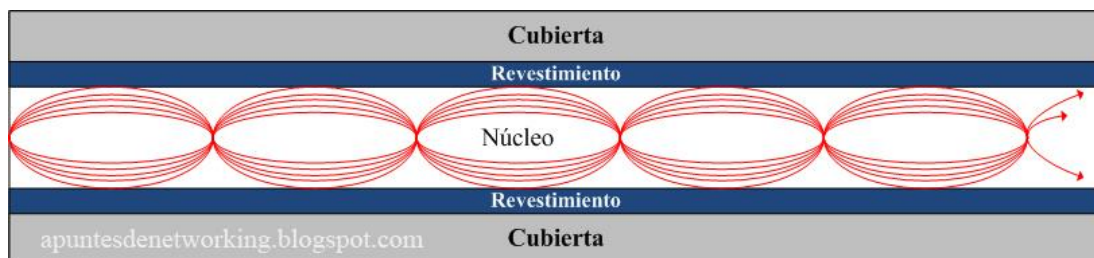 Cubierta
Revestimiento
Núcleo
Revestimiento
apuntesdenetworking.blogspot.com
Cubierta